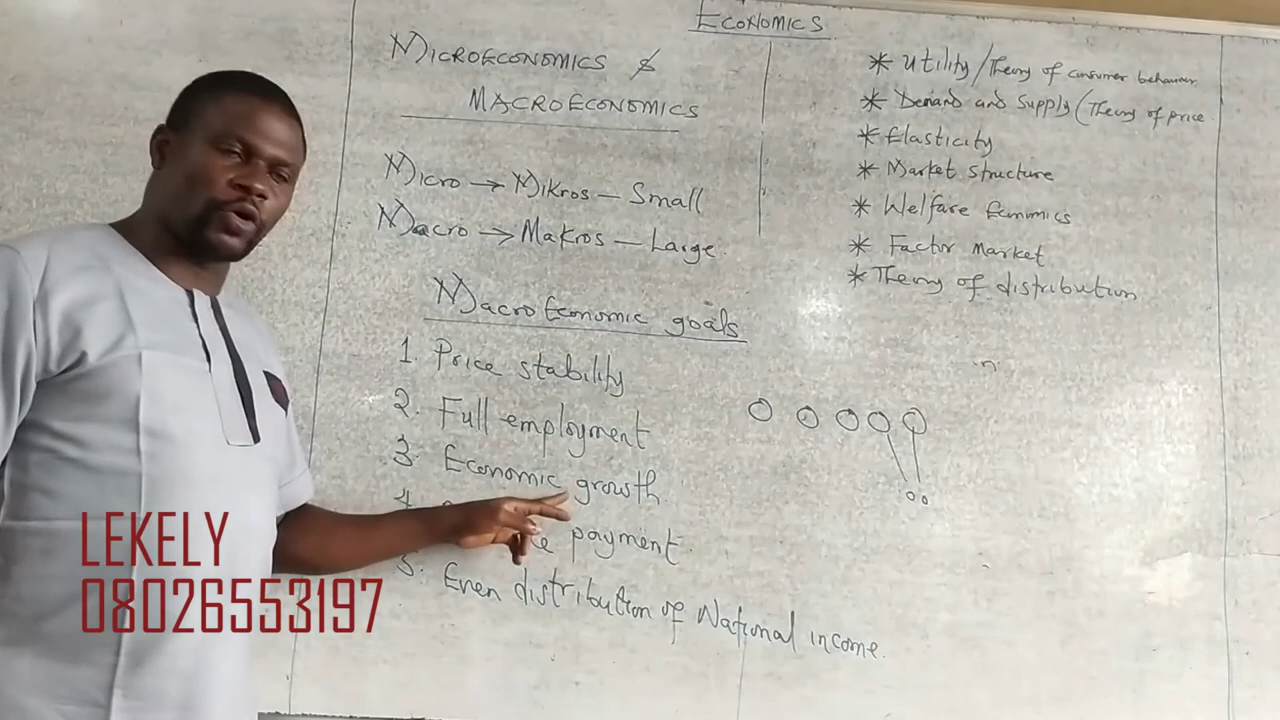 ECONOMICS
MICROECONOMICS &
MACROECONOMICS
Micro → Mikros – Small
Macro → Makros – Large.
MacroEconomic goals
1. Price stability
2. Full employment
3. Economic growth
4. payment
5. Even distribution of National income.
* Utility/Theory of consumer behaviour
* Demand and Supply (Theory of price
* Elasticity
* Market structure
* Welfare
* Factor market
* Theory of distribution
LEKELY
08026553197